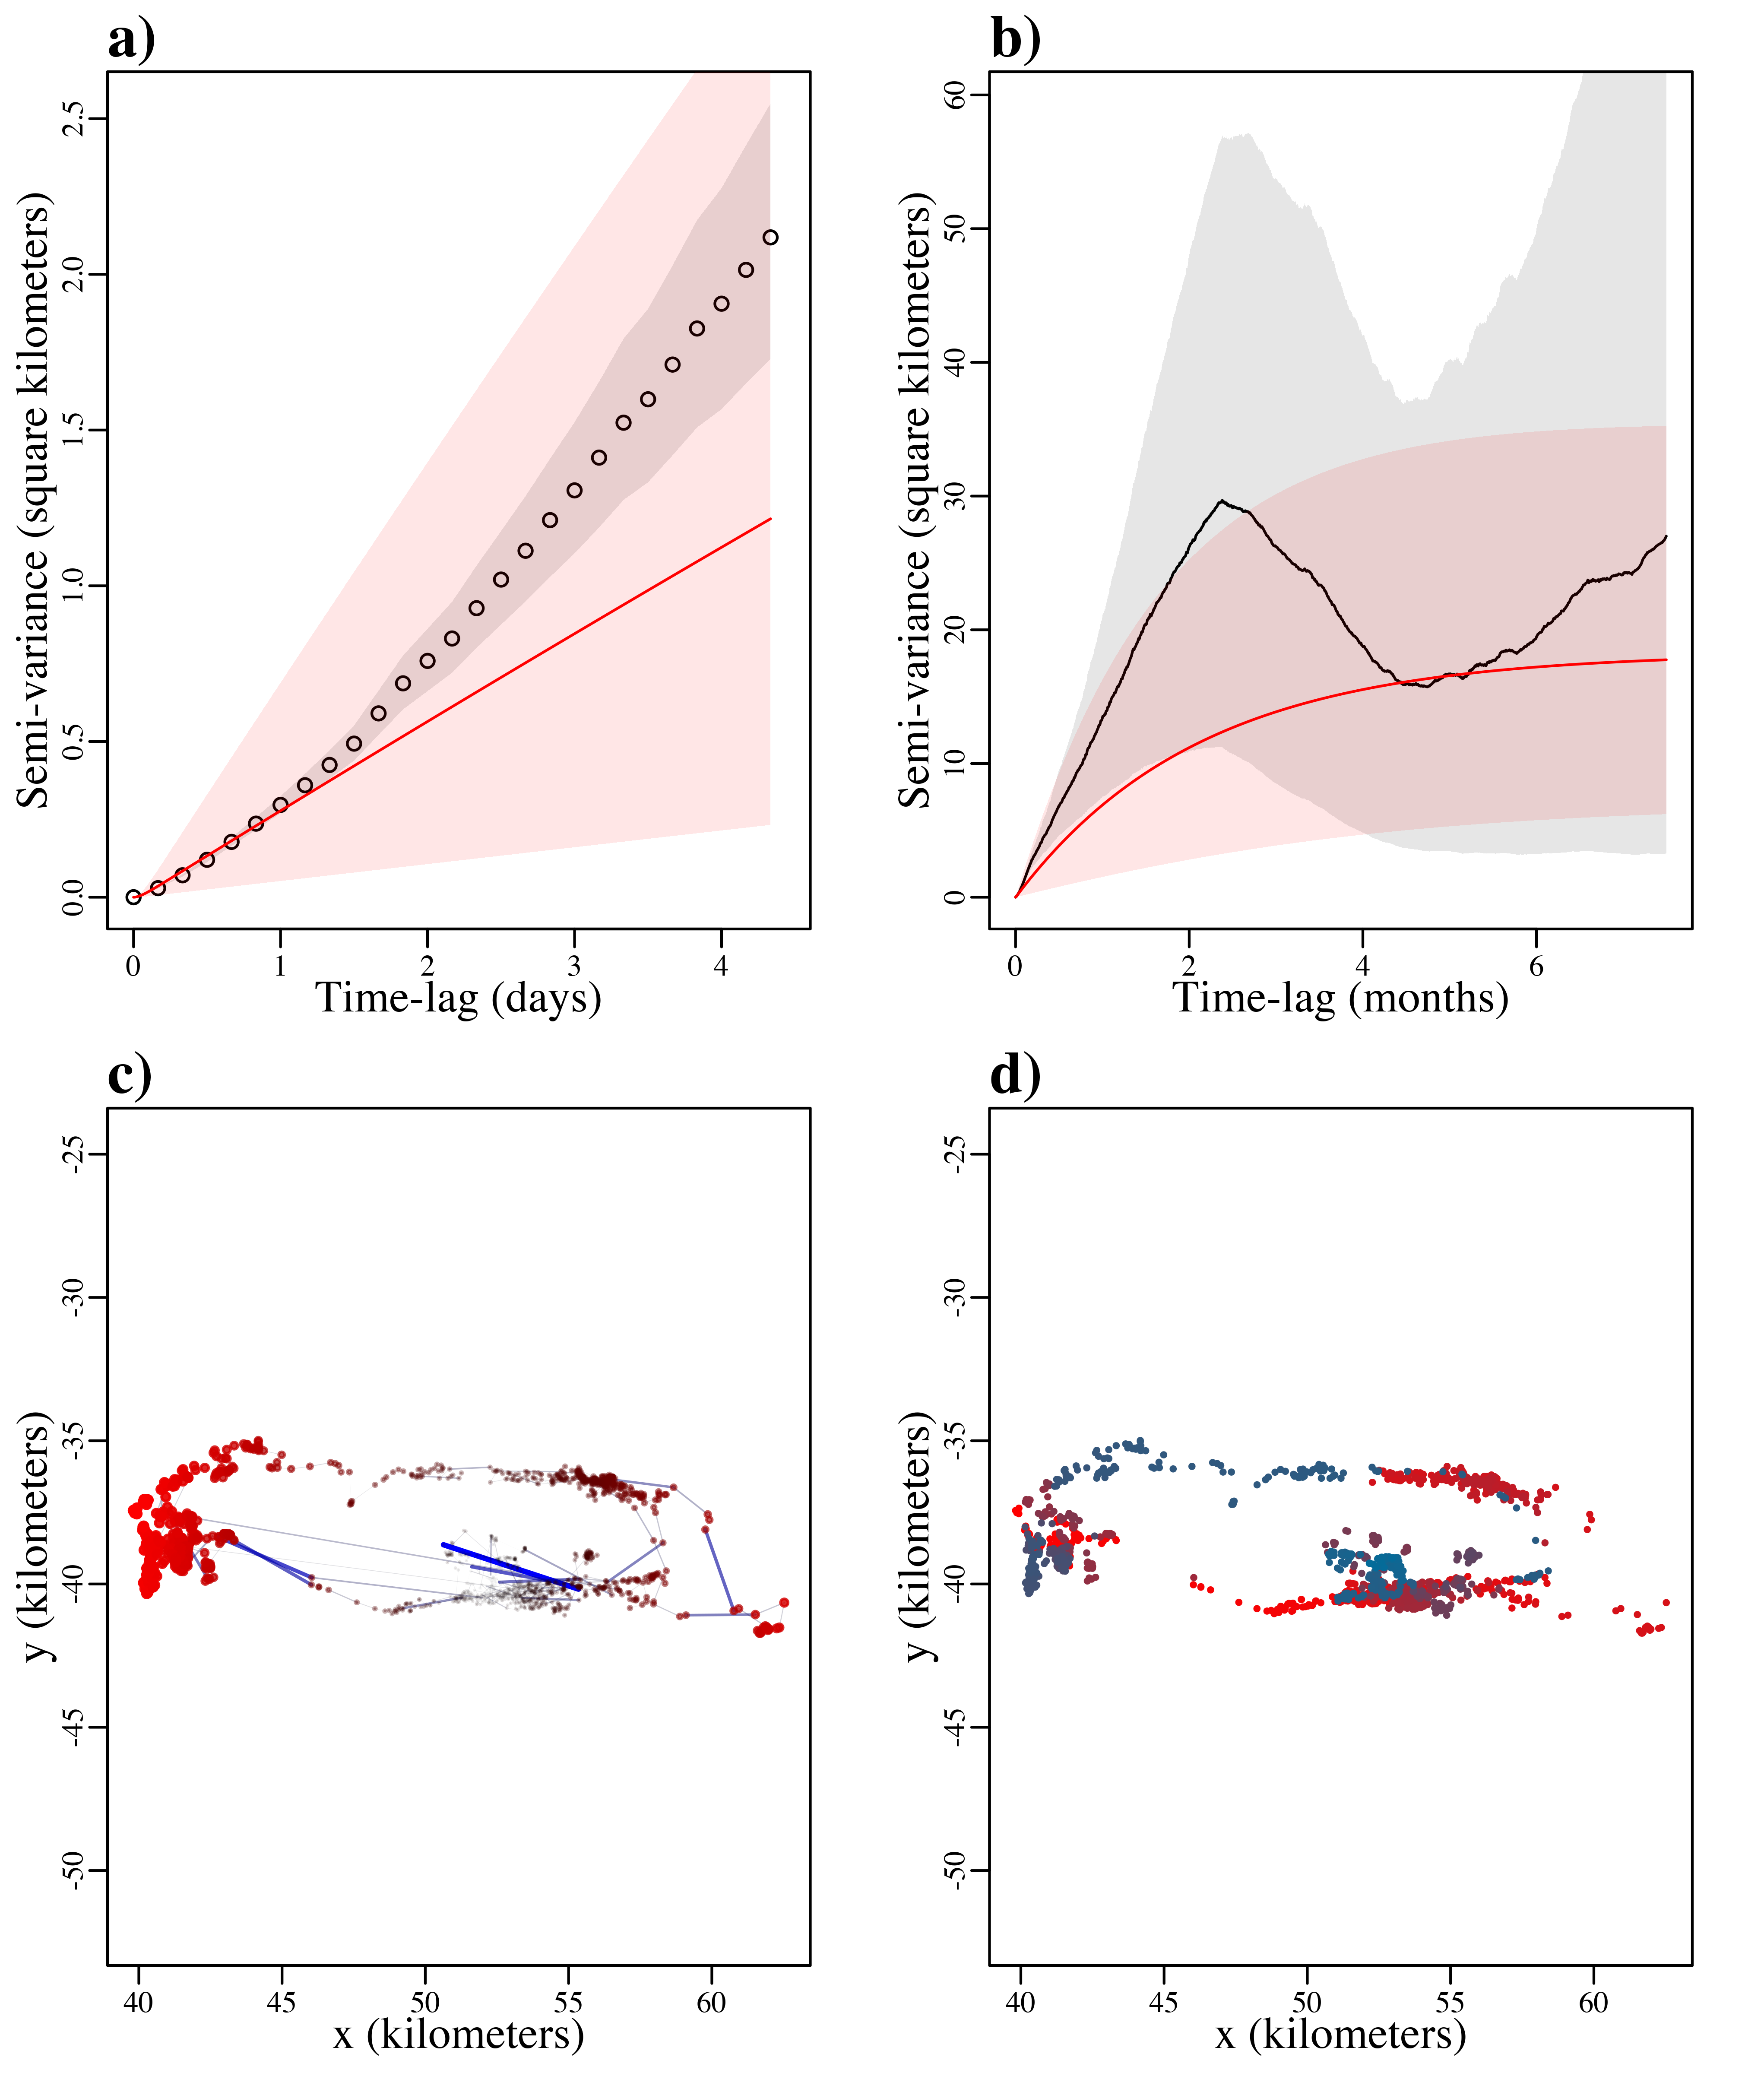 a)
Semi-variance (square kilometers)
2.5
2.0
1.5
1.0
0.5
0.0
0 1 2 3 4
Time-lag (days)
b)
Semi-variance (square kilometers)
60
50
40
30
20
10
0
0 2 4 6
Time-lag (months)
c)
y (kilometers)
-25
-30
-35
-40
-45
-50
40 45 50 55 60
x (kilometers)
d)
y (kilometers)
-25
-30
-35
-40
-45
-50
40 45 50 55 60
x (kilometers)